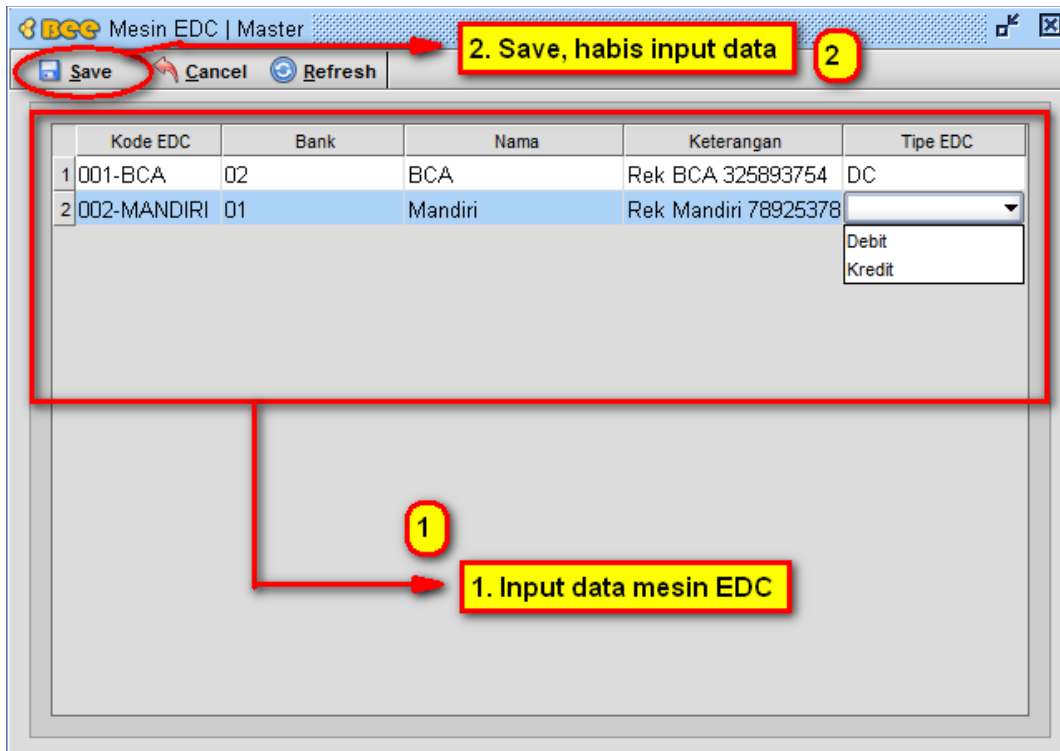 Bee Mesin EDC | Master
2. Save, habis input data 2
Save Cancel Refresh
Kode EDC Bank Nama Keterangan Tipe EDC
1 001-BCA 02 BCA Rek BCA 325893754 DC
2 002-MANDIRI 01 Mandiri Rek Mandiri 78925378
Debit
Kredit
1
1. Input data mesin EDC